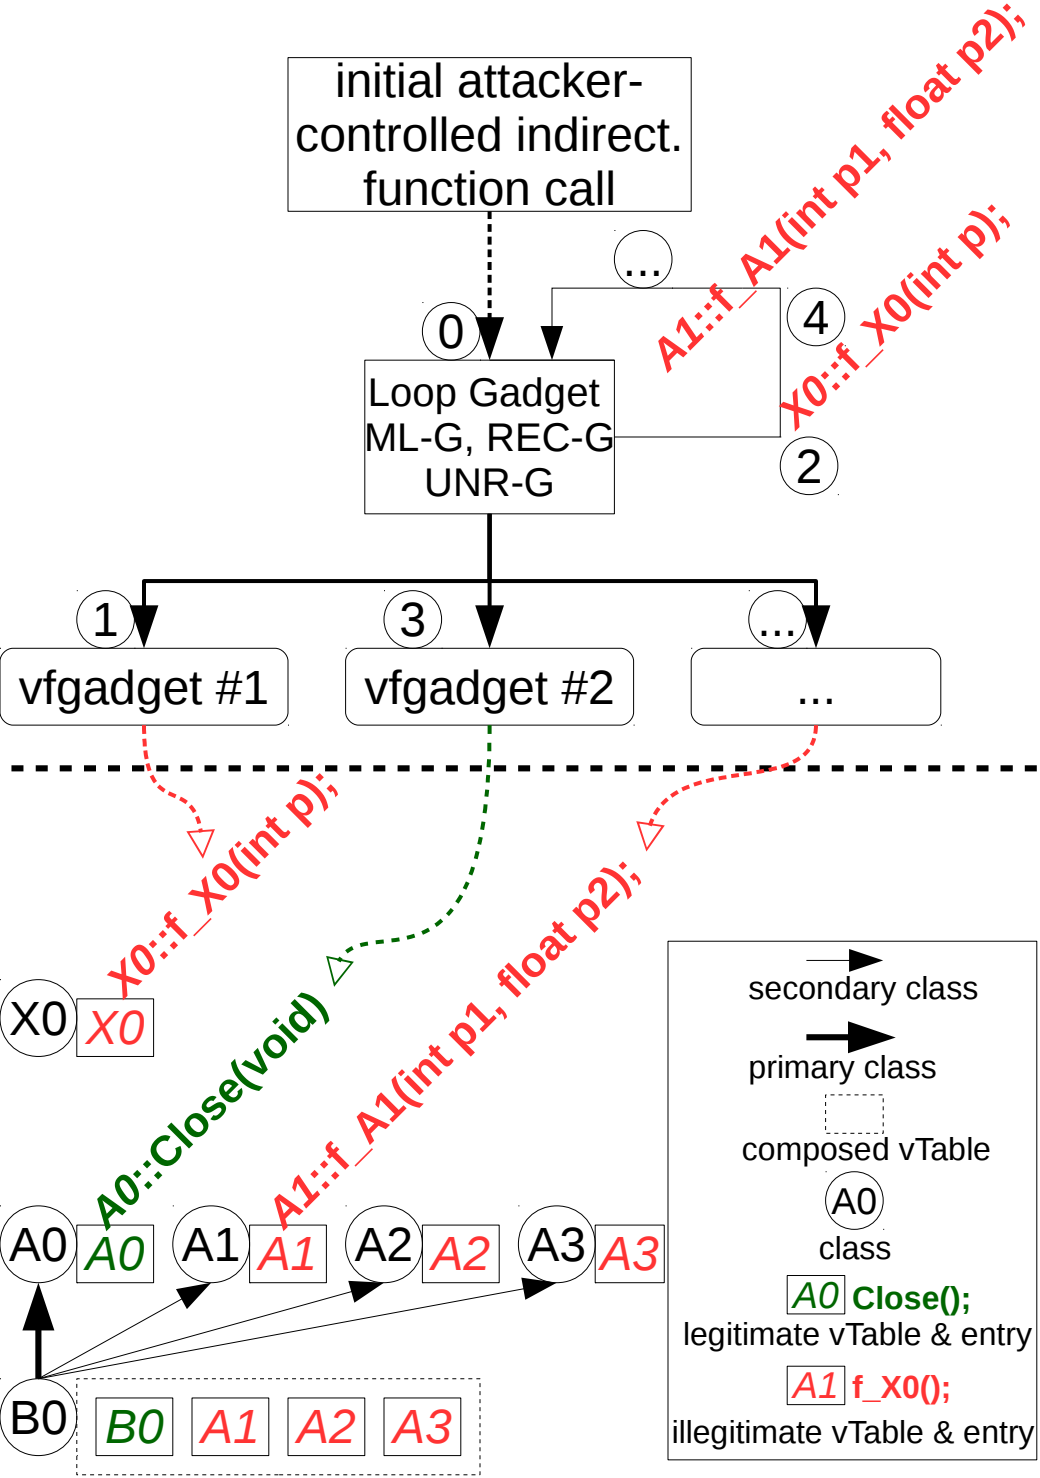 initial attacker-
controlled indirect.
function call
...
A1::f_A1(int p1, float p2);
0
4
X0::f_X0(int p);
Loop Gadget
ML-G, REC-G
UNR-G
2
1
3
...
vfgadget #1
vfgadget #2
...
X0::f_X0(int p);
A0::Close(void)
A1::f_A1(int p1, float p2);
X0 X0
A0 A0
A1 A1
A2 A2
A3 A3
B0
B0 A1 A2 A3
secondary class
primary class
composed vTable
A0
class
A0 Close();
legitimate vTable & entry
A1 f_X0();
illegitimate vTable & entry